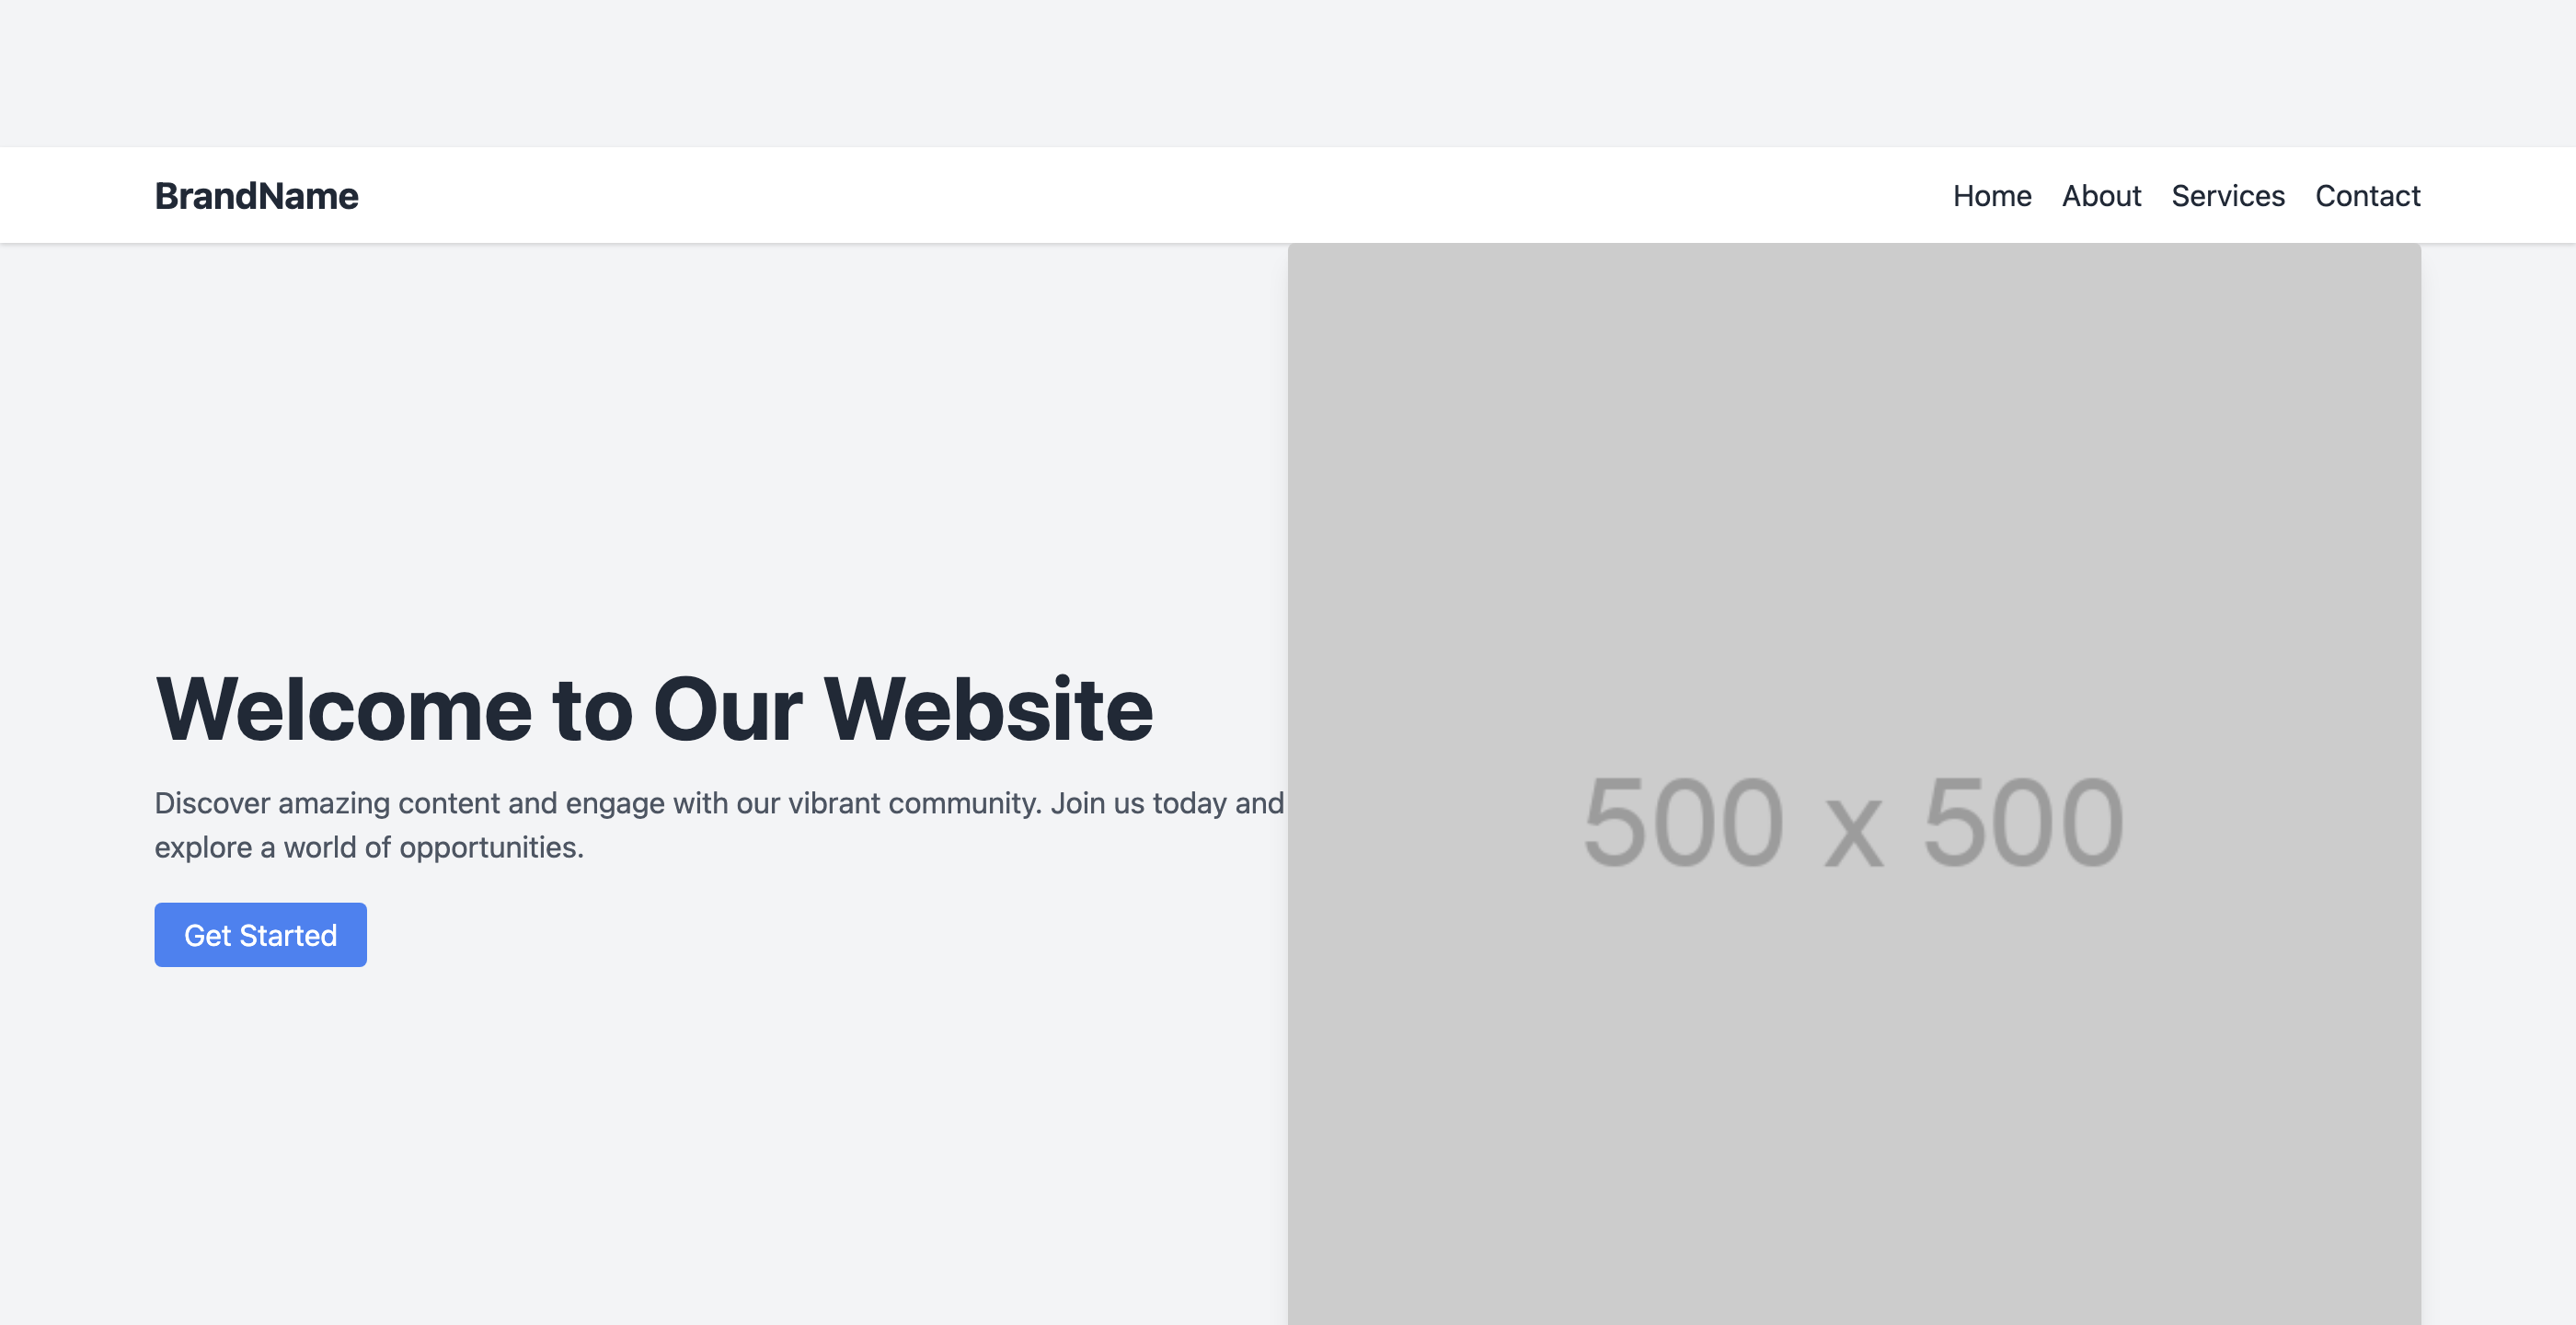 BrandName
Home About Services Contact
Welcome to Our Website
Discover amazing content and engage with our vibrant community. Join us today and
explore a world of opportunities.
Get Started
500 x 500